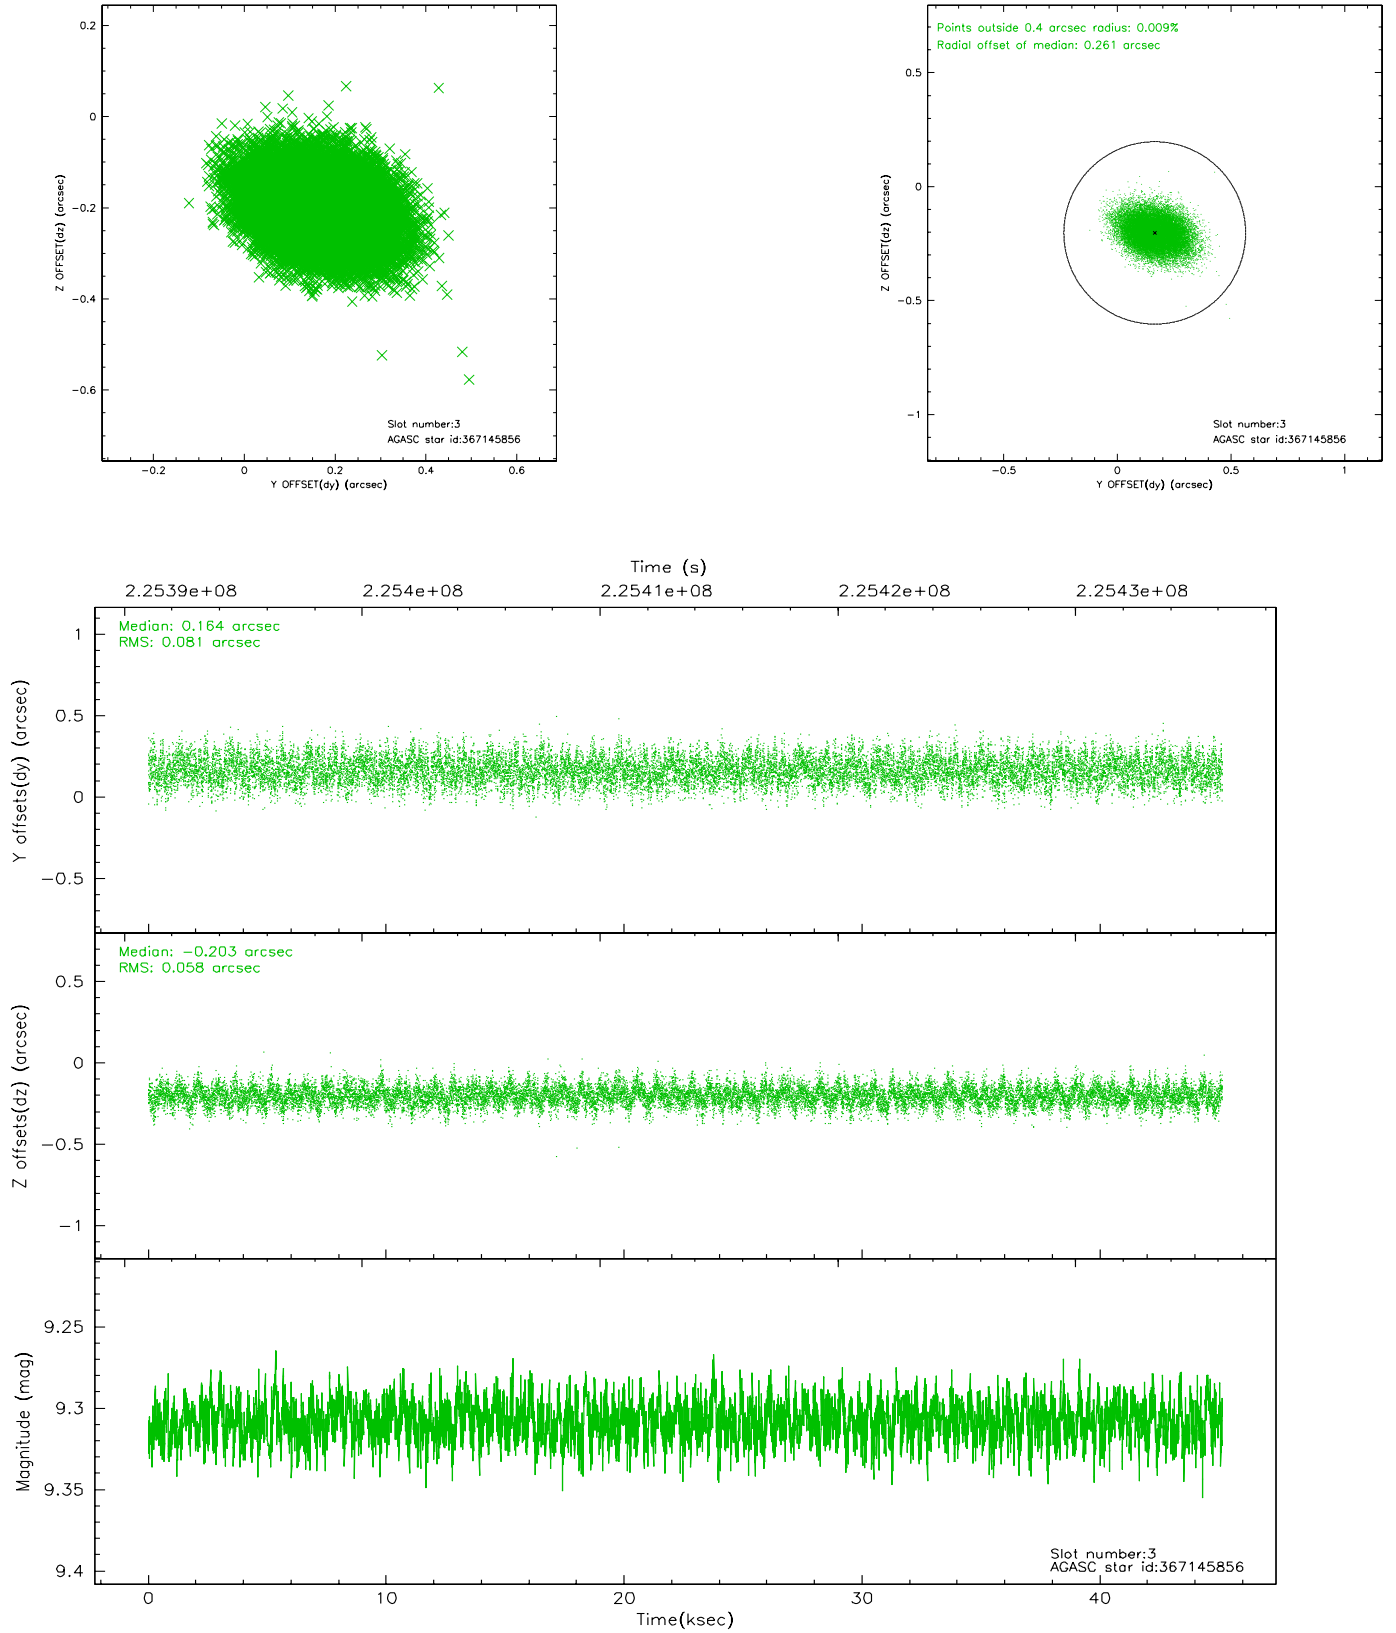 0.2
0
−0.2
−0.4
−0.6
Z OFFSET(dz) (arcsec)
Slot number:3
AGASC star id:367145856
−0.2
0
0.2
0.4
0.6
Y OFFSET(dy) (arcsec)
Points outside 0.4 arcsec radius: 0.009%
Radial offset of median: 0.261 arcsec
0.5
0
−0.5
−1
Z OFFSET(dz) (arcsec)
Slot number:3
AGASC star id:367145856
−0.5
0
0.5
1
Y OFFSET(dy) (arcsec)
Time (s)
2.2539e+08
2.254e+08
2.2541e+08
2.2542e+08
2.2543e+08
Median: 0.164 arcsec
RMS: 0.081 arcsec
1
0.5
0
−0.5
Y offsets(dy) (arcsec)
Median: −0.203 arcsec
RMS: 0.058 arcsec
0.5
0
−0.5
−1
Z offsets(dz) (arcsec)
9.25
9.3
9.35
9.4
Magnitude (mag)
Slot number:3
AGASC star id:367145856
0
10
20
30
40
Time(ksec)